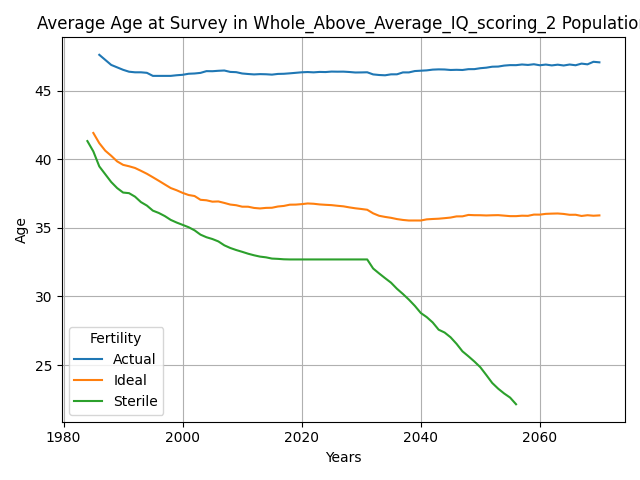 Average Age at Survey in Whole_Above_Average_IQ_scoring_2 Population
Age
45
40
35
30
25
Fertility
Actual
Ideal
Sterile
1980
2000
2020
2040
2060
Years